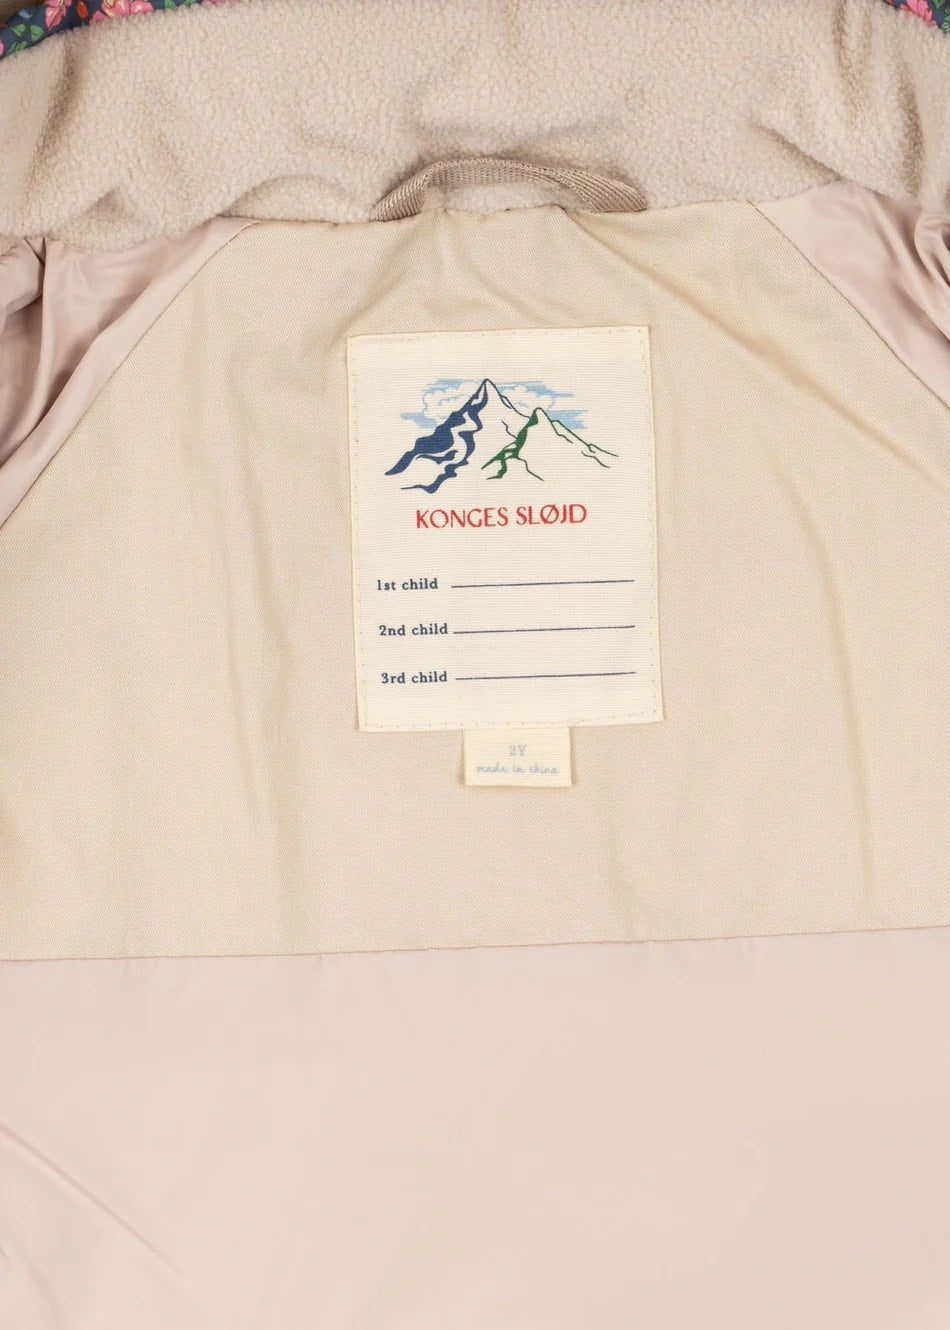 KONGES SLØJD
1st child
2nd child
3rd child
2Y
made in china